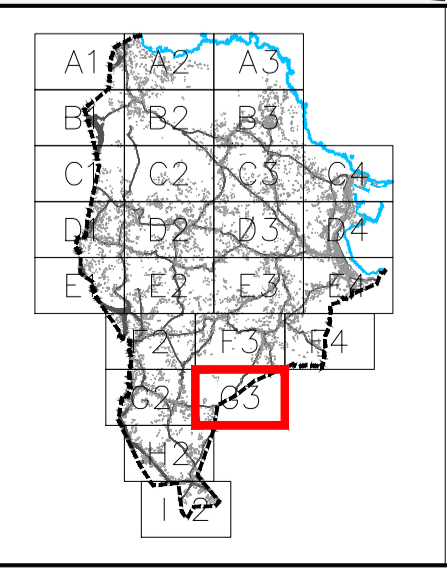 A1 A2 A3
B1 B2 B3
C1 C2 C3 C4
D1 D2 D3 D4
E1 E2 E3 E4
F2 F3 F4
G2 G3
H2
I2